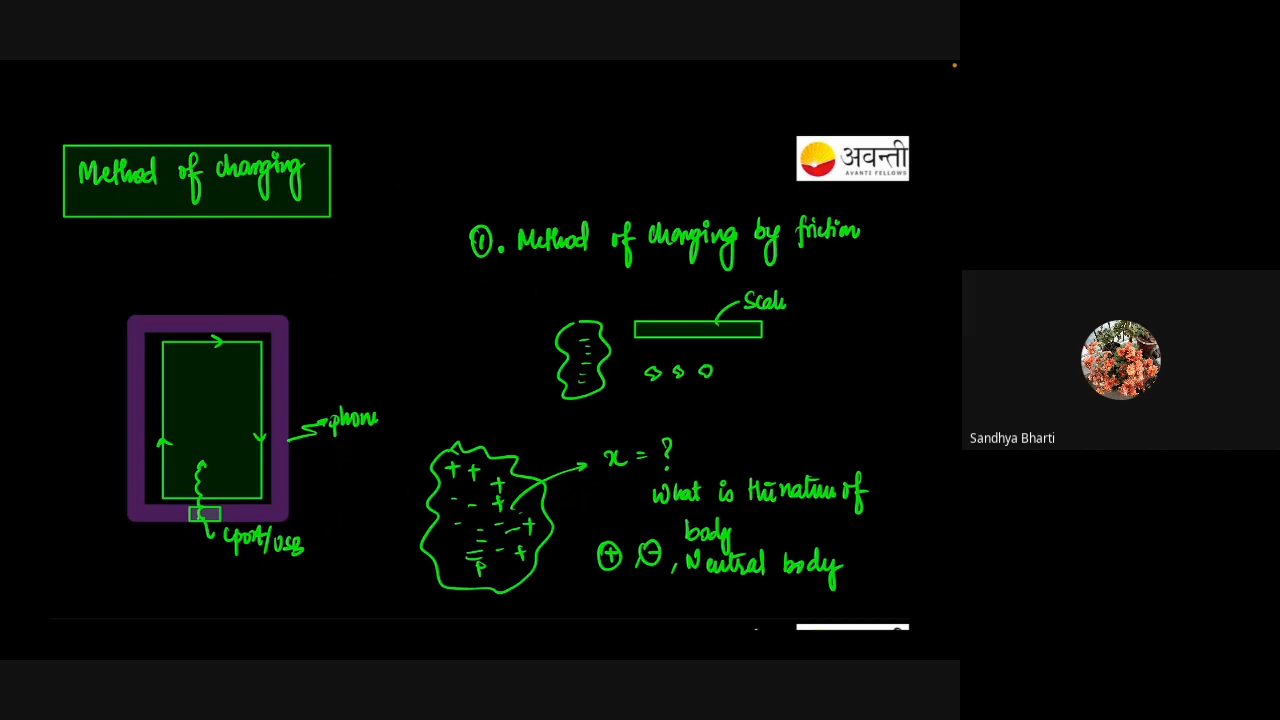 Method of charging
अवन्ती
AVANTI FELLOWS
①. Method of charging by friction
Scale
phone
Cport/USB
x = ?
What is the nature of
body
⊕, ⊖, Neutral body
+ +
+
- - +
- - - +
= - +
P
Sandhya Bharti